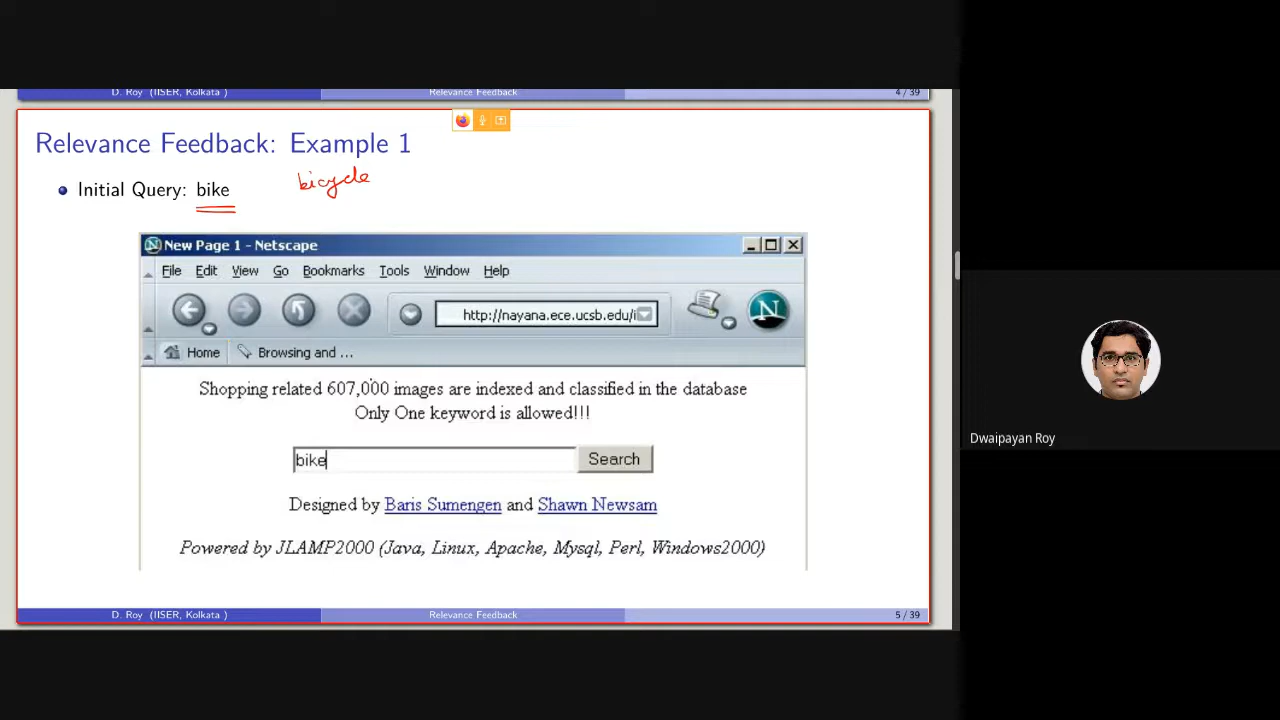 D. Roy (IISER, Kolkata ) Relevance Feedback 4 / 39
Relevance Feedback: Example 1
Initial Query: bike bicycle
New Page 1 - Netscape
File Edit View Go Bookmarks Tools Window Help
http://nayana.ece.ucsb.edu/i
Home Browsing and ...
Shopping related 607,000 images are indexed and classified in the database
Only One keyword is allowed!!!
bike Search
Designed by Baris Sumengen and Shawn Newsam
Powered by JLAMP2000 (Java, Linux, Apache, Mysql, Perl, Windows2000)
D. Roy (IISER, Kolkata ) Relevance Feedback 5 / 39
Dwaipayan Roy